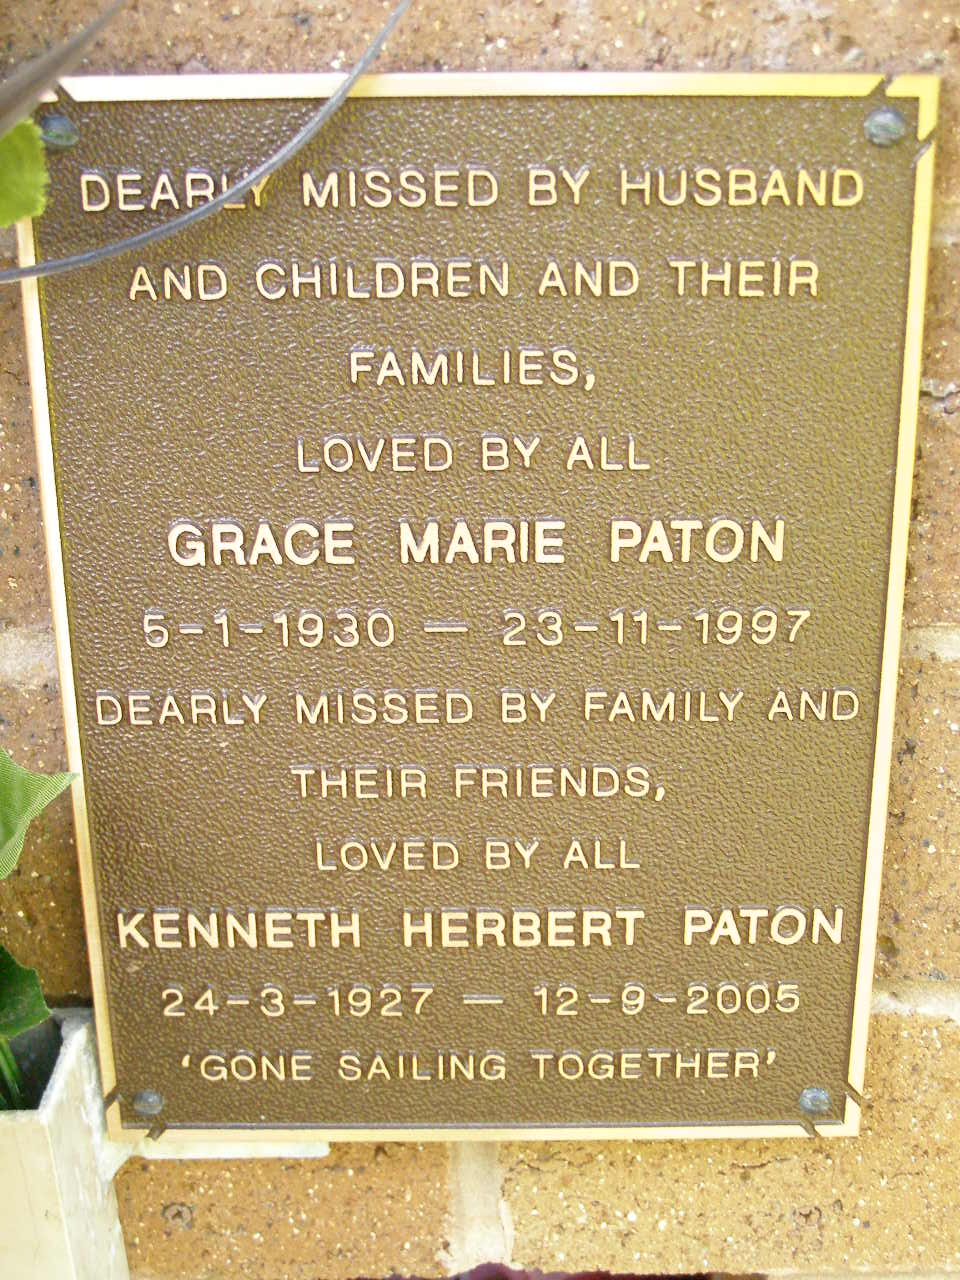 DEARLY MISSED BY HUSBAND
AND CHILDREN AND THEIR
FAMILIES,
LOVED BY ALL
GRACE MARIE PATON
5-1-1930 — 23-11-1997
DEARLY MISSED BY FAMILY AND
THEIR FRIENDS,
LOVED BY ALL
KENNETH HERBERT PATON
24-3-1927 — 12-9-2005
‘GONE SAILING TOGETHER’